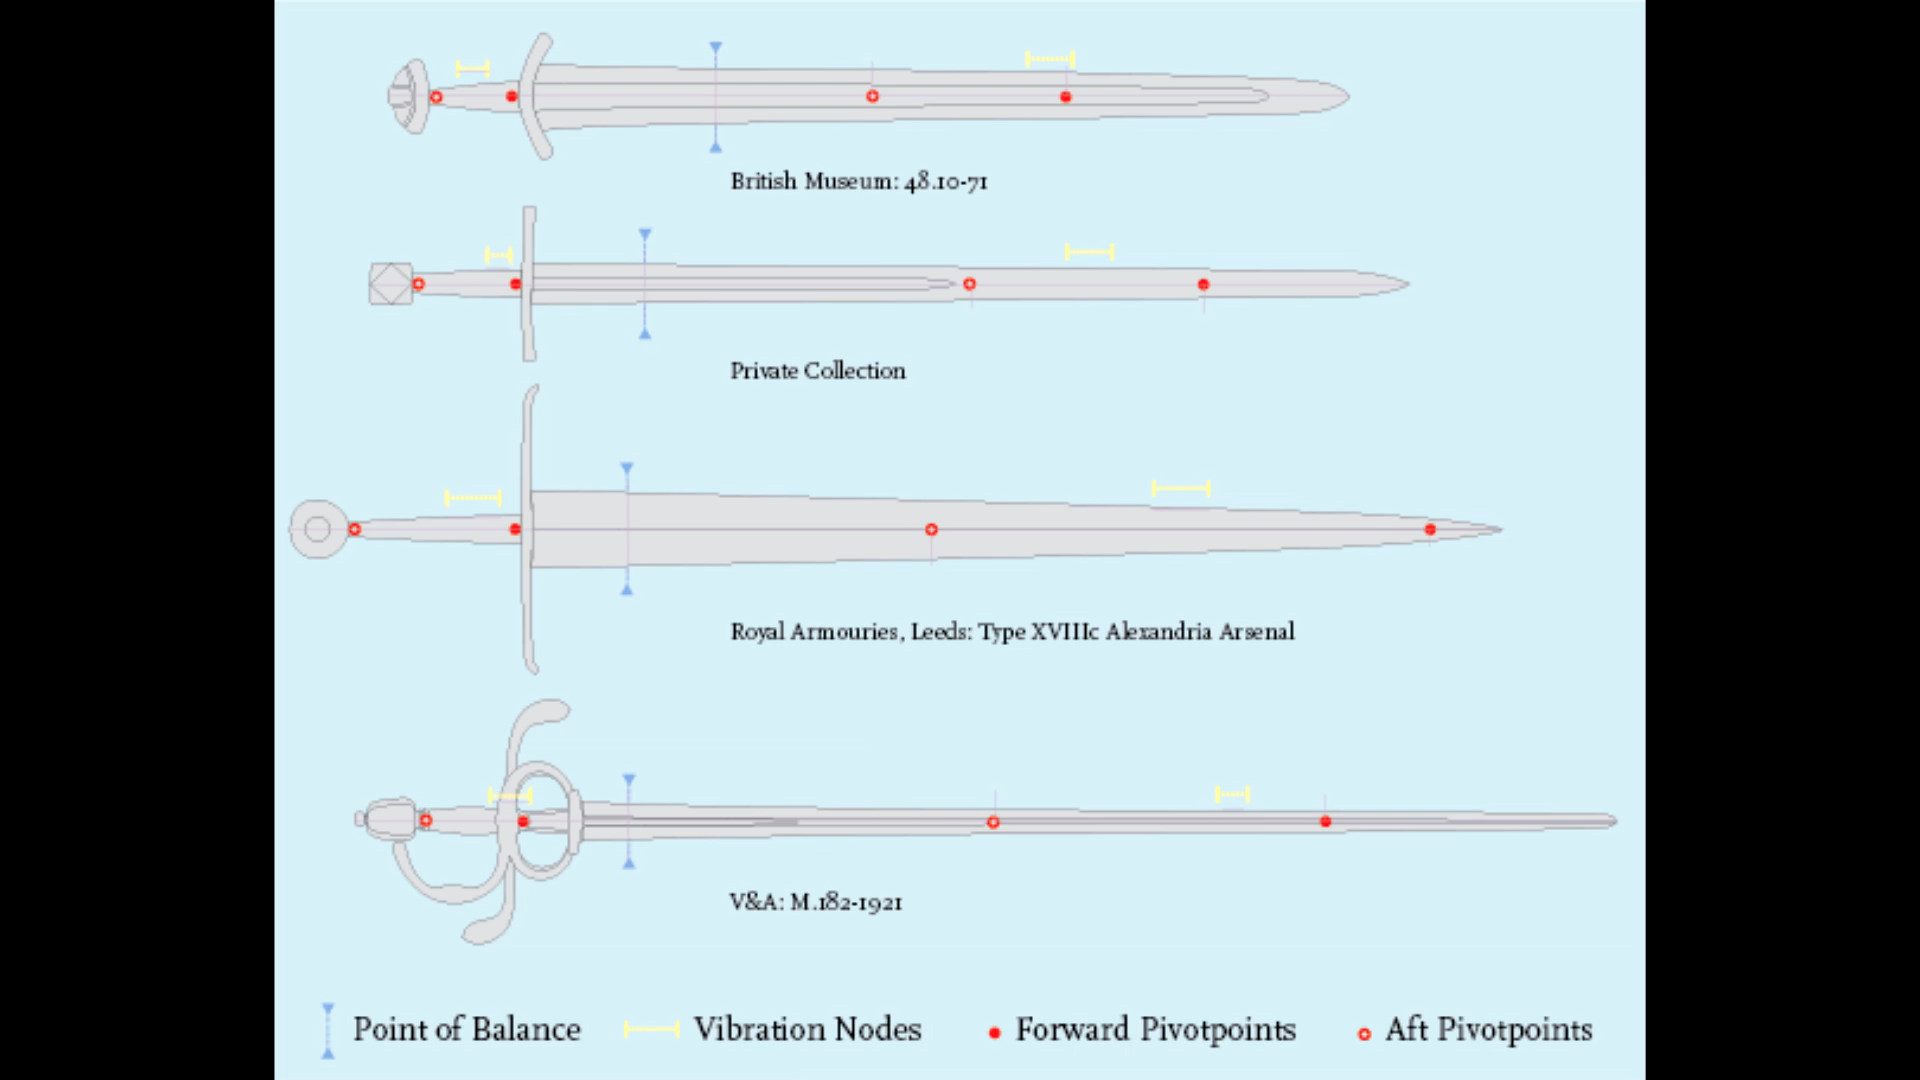 British Museum: 48.10-71
Private Collection
Royal Armouries, Leeds: Type XVIIIc Alexandria Arsenal
V&A: M.182-1921
Point of Balance
Vibration Nodes
Forward Pivotpoints
Aft Pivotpoints